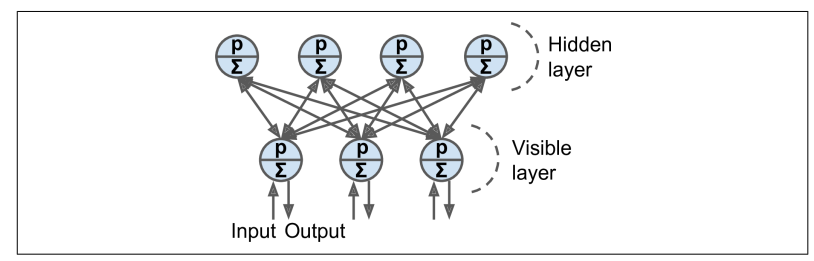 p p p p
Σ Σ Σ Σ
Hidden
layer
p p p
Σ Σ Σ
Visible
layer
Input Output